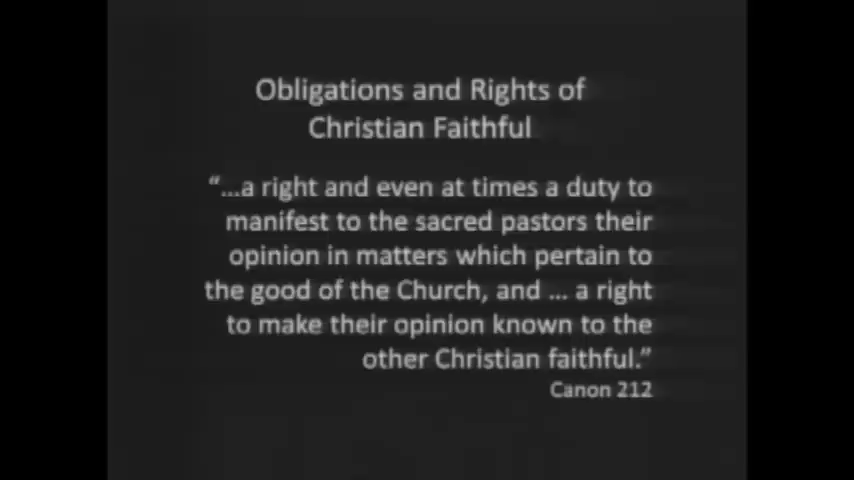 Obligations and Rights of
Christian Faithful
“...a right and even at times a duty to
manifest to the sacred pastors their
opinion in matters which pertain to
the good of the Church, and ... a right
to make their opinion known to the
other Christian faithful.”
Canon 212